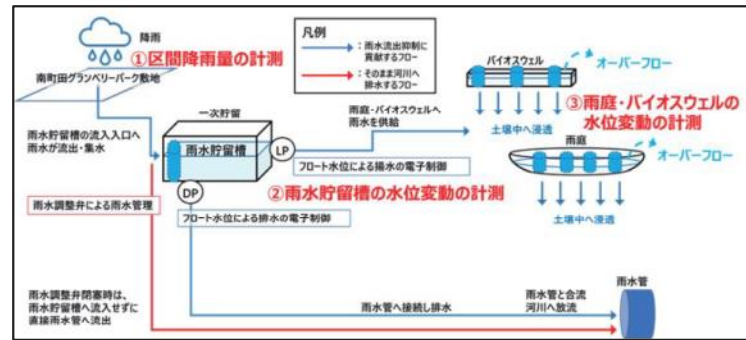 降雨
①区間降雨量の計測
南町田グランベリーパーク敷地
凡例
:雨水流出抑制に
貢献するフロー
:そのまま河川へ
排水するフロー
バイオスウェル
オーバーフロー
③雨庭・バイオスウェルの
水位変動の計測
土壌中へ浸透
雨庭
オーバーフロー
土壌中へ浸透
一次貯留
雨庭・バイオスウェルへ
雨水を供給
雨水貯留槽の流入入口へ
雨水が流出・集水
雨水貯留槽
LP
フロート水位による揚水の電子制御
DP
②雨水貯留槽の水位変動の計測
雨水調整弁による雨水管理
フロート水位による排水の電子制御
雨水調整弁閉塞時は、
雨水貯留槽へ流入せずに
直接雨水管へ流出
雨水管へ接続し排水
雨水管と合流
河川へ放流
雨水管